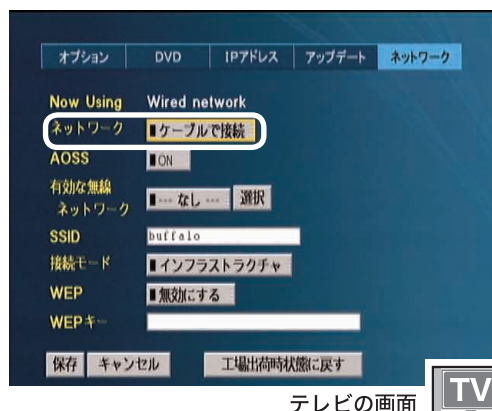 オプション DVD IPアドレス アップデート ネットワーク
Now Using Wired network
ネットワーク ケーブルで接続
AOSS ON
有効な無線
ネットワーク --- なし --- 選択
SSID buffalo
接続モード インフラストラクチャ
WEP 無効にする
WEPキー
保存 キャンセル 工場出荷時状態に戻す
テレビの画面 TV